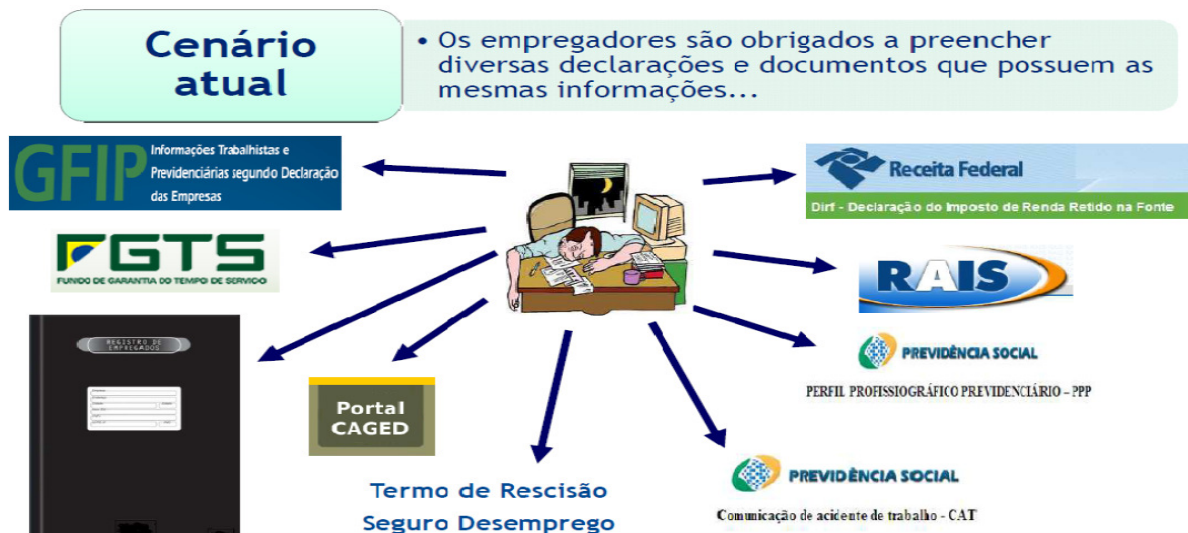 Cenário
atual
• Os empregadores são obrigados a preencher
diversas declarações e documentos que possuem as
mesmas informações...
GFIP
Informações Trabalhistas e
Previdenciárias segundo Declaração
das Empresas
Receita Federal
Dirf - Declaração do Imposto de Renda Retido na Fonte
FGTS
FUNDO DE GARANTIA DO TEMPO DE SERVIÇO
RAIS
REGISTRO DE
EMPREGADOS
PREVIDÊNCIA SOCIAL
PERFIL PROFISSIOGRÁFICO PREVIDENCIÁRIO – PPP
Portal
CAGED
PREVIDÊNCIA SOCIAL
Comunicação de acidente de trabalho - CAT
Termo de Rescisão
Seguro Desemprego